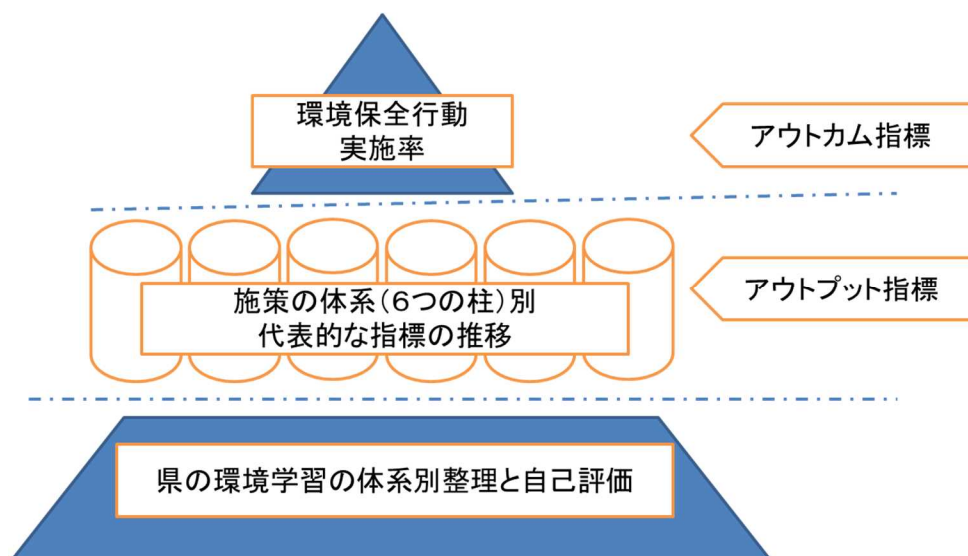 環境保全行動
実施率
アウトカム指標
施策の体系(6つの柱)別
代表的な指標の推移
アウトプット指標
県の環境学習の体系別整理と自己評価